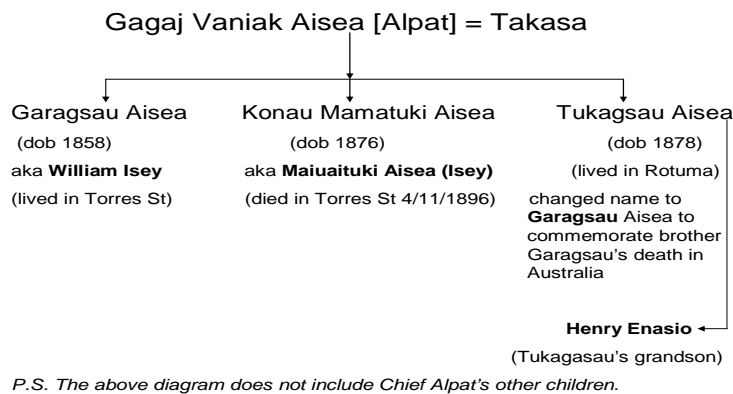 Gagaj Vaniak Aisea [Alpat] = Takasa
Garagsau Aisea
(dob 1858)
aka William Isey
(lived in Torres St)
Konau Mamatuki Aisea
(dob 1876)
aka Maiuaituki Aisea (Isey)
(died in Torres St 4/11/1896)
Tukagsau Aisea
(dob 1878)
(lived in Rotuma)
changed name to
Garagsau Aisea to
commemorate brother
Garagsau's death in
Australia
Henry Enasio
(Tukagasau's grandson)
P.S. The above diagram does not include Chief Alpat's other children.